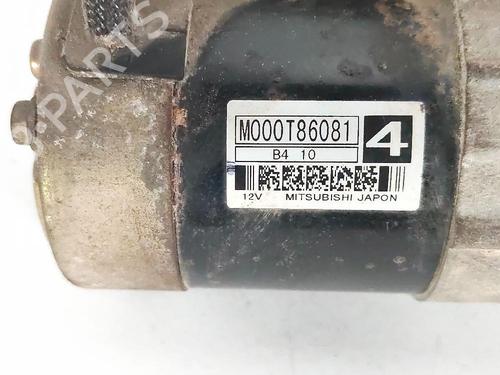 M000T86081 4
B4 10
12V MITSUBISHI JAPON
B-PARTS